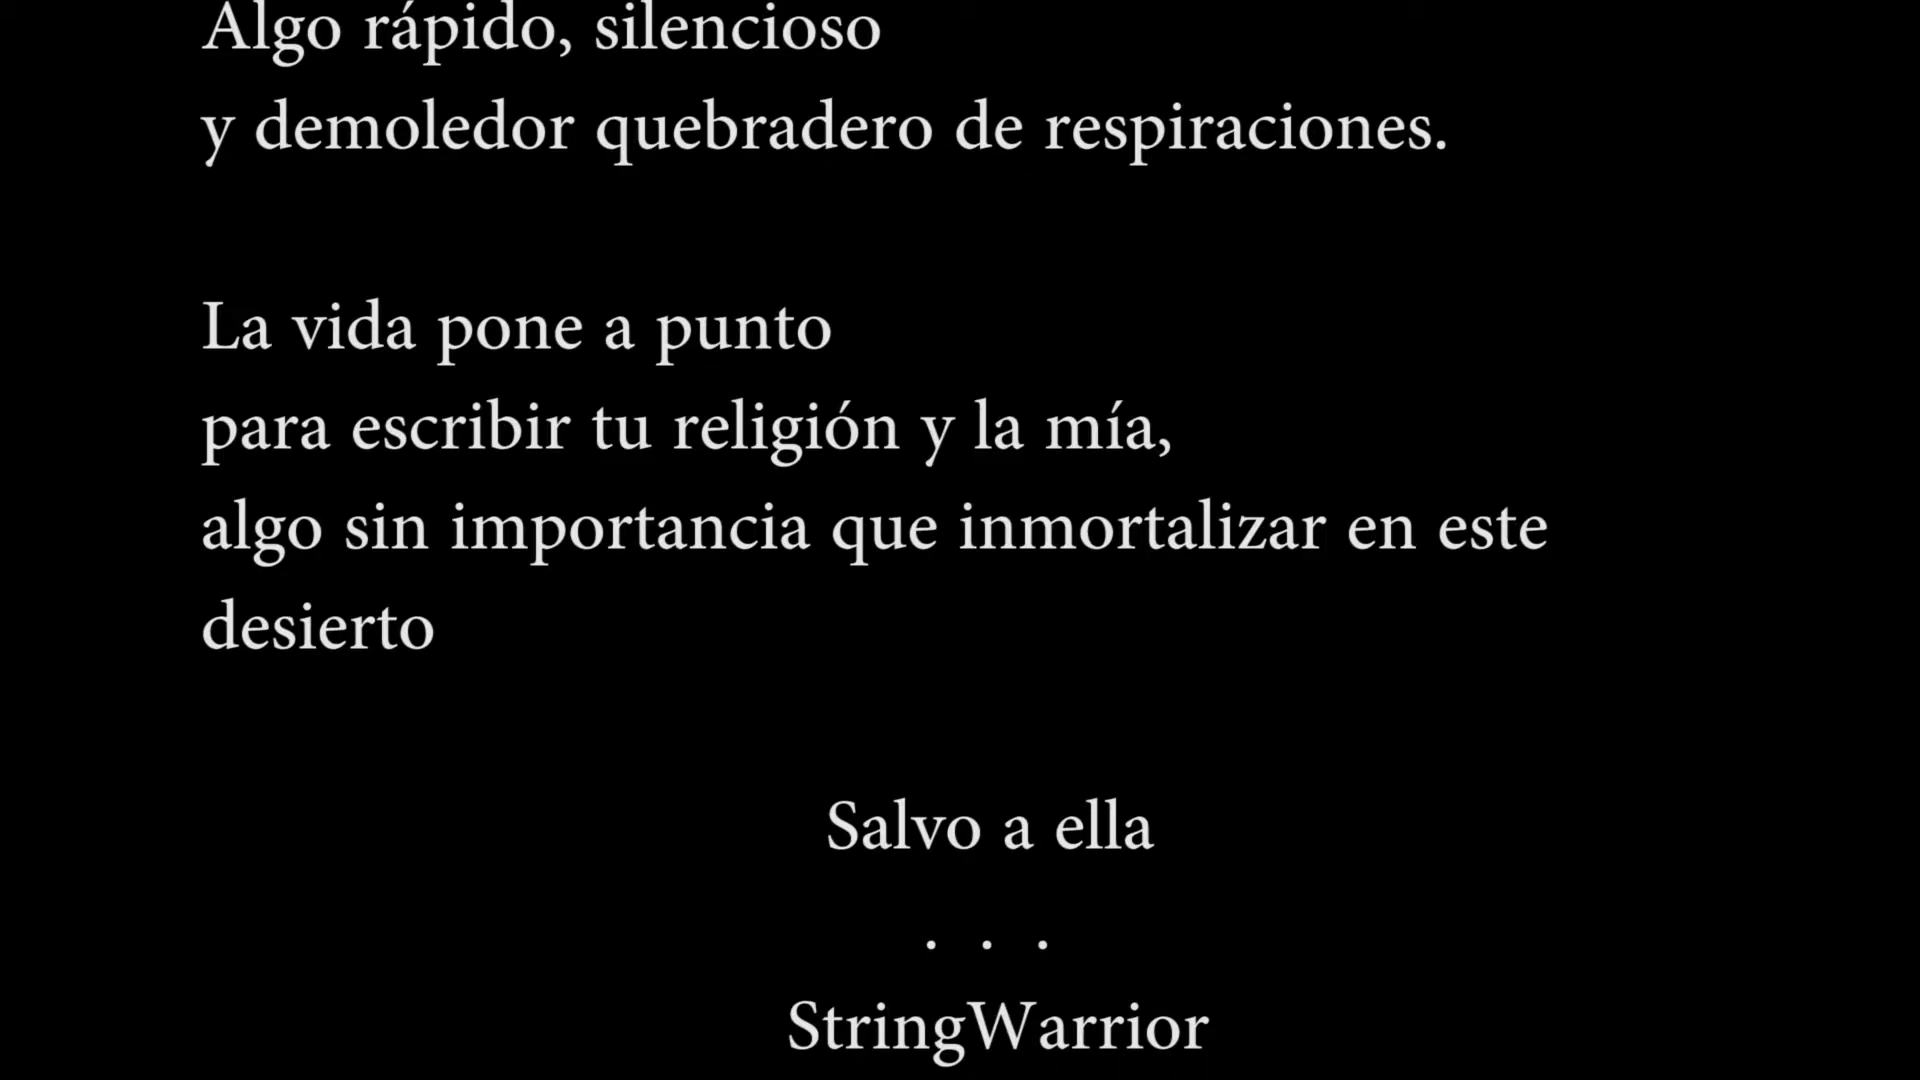 Algo rápido, silencioso
y demoledor quebradero de respiraciones.
La vida pone a punto
para escribir tu religión y la mía,
algo sin importancia que inmortalizar en este
desierto
Salvo a ella
. . .
StringWarrior